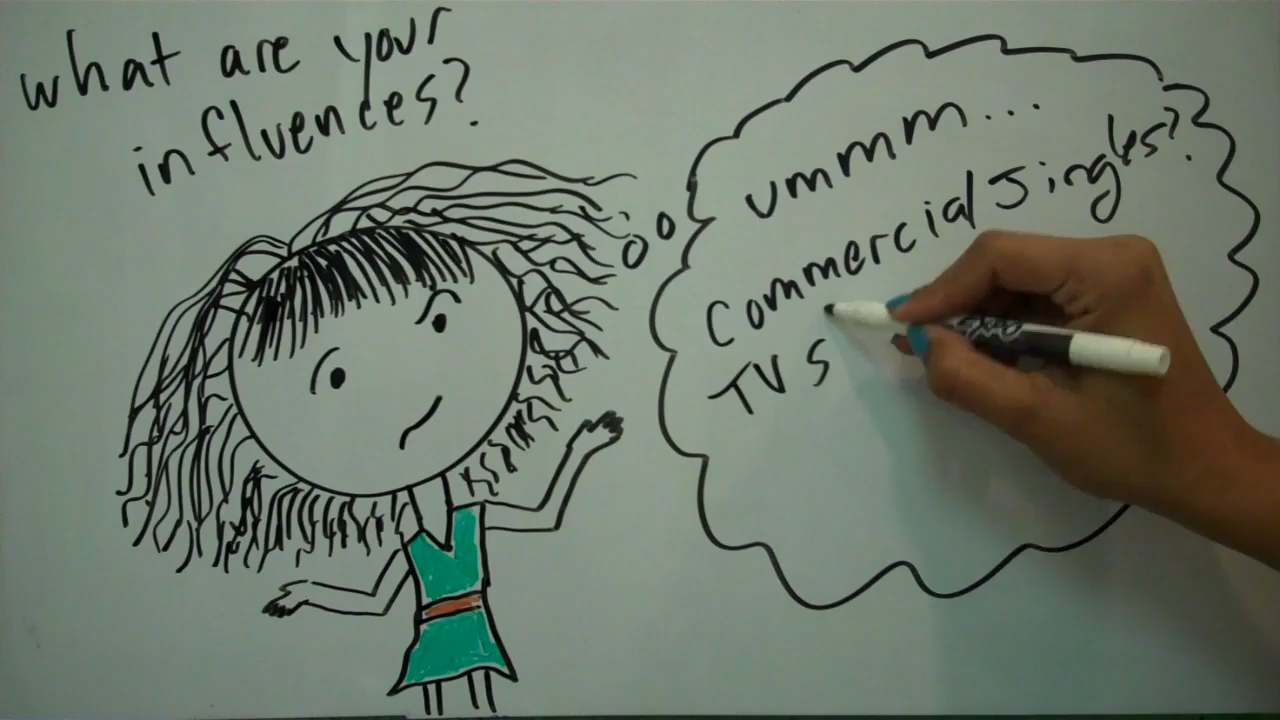 what are your
influences?
ummm...
Commercial Jingles?
TV S